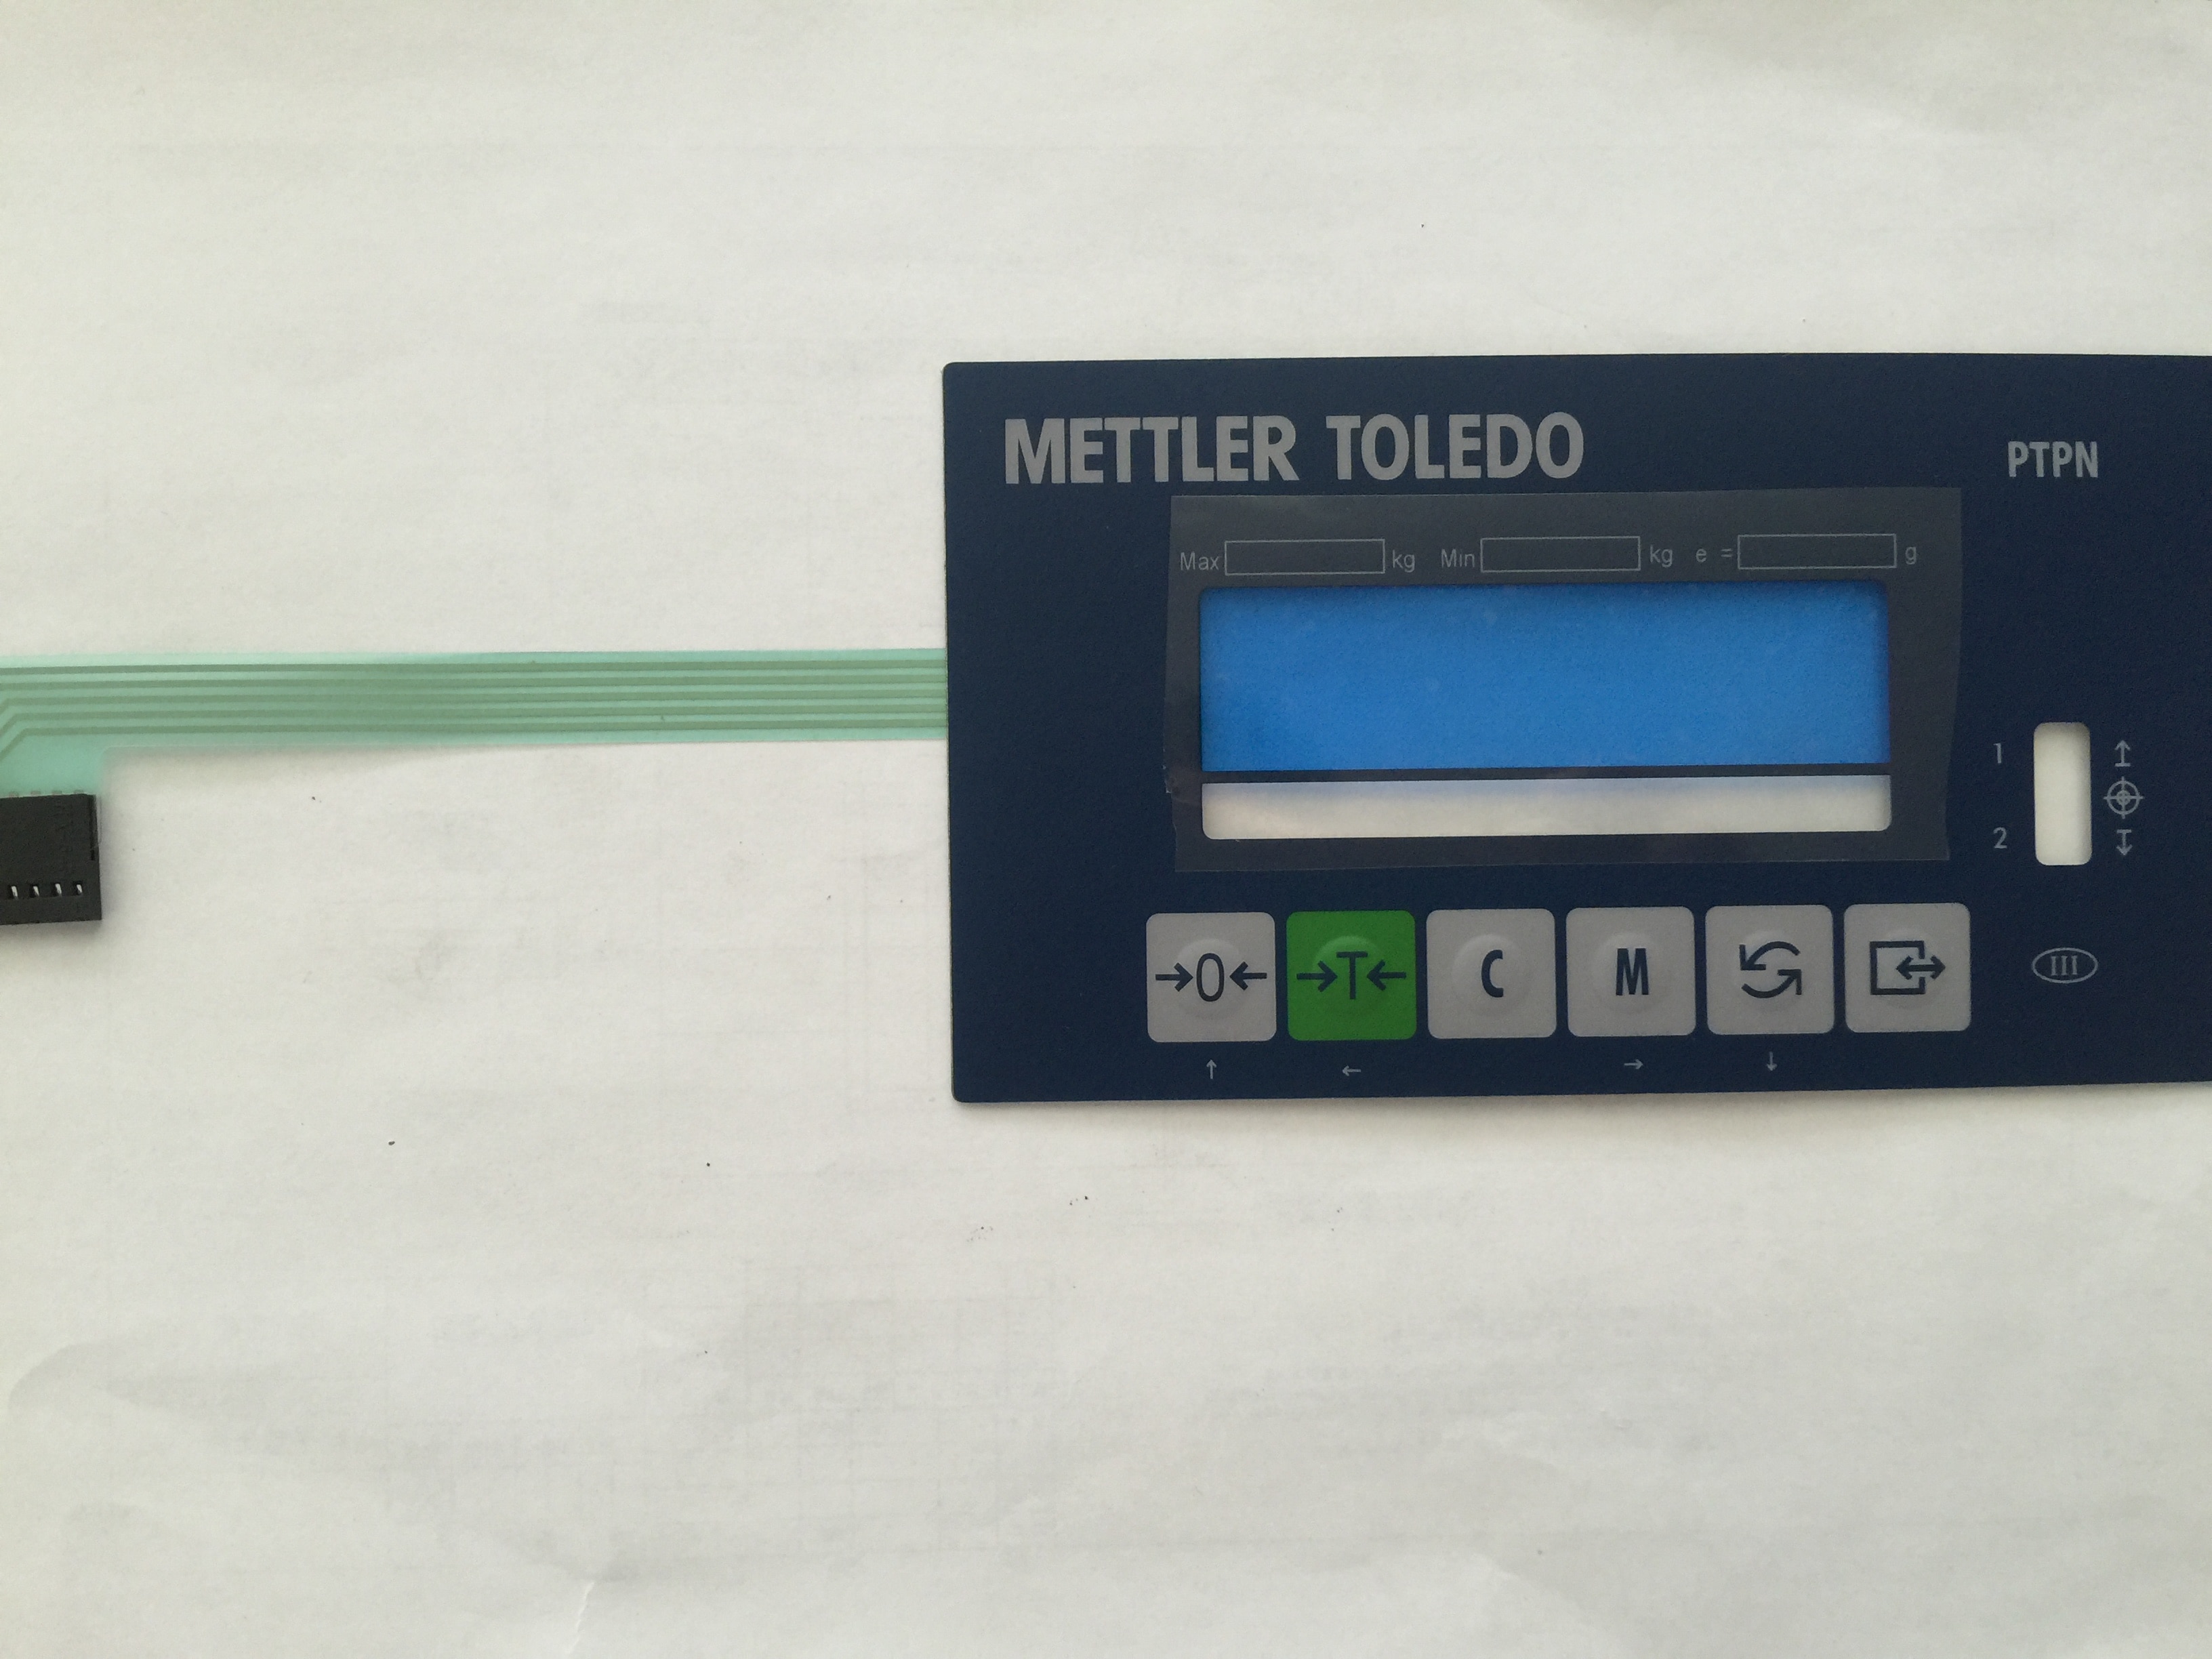 METTLER TOLEDO
PTPN
Max kg Min kg e = g
1
2
→0← →T← C M
↑ ← → ↓
III